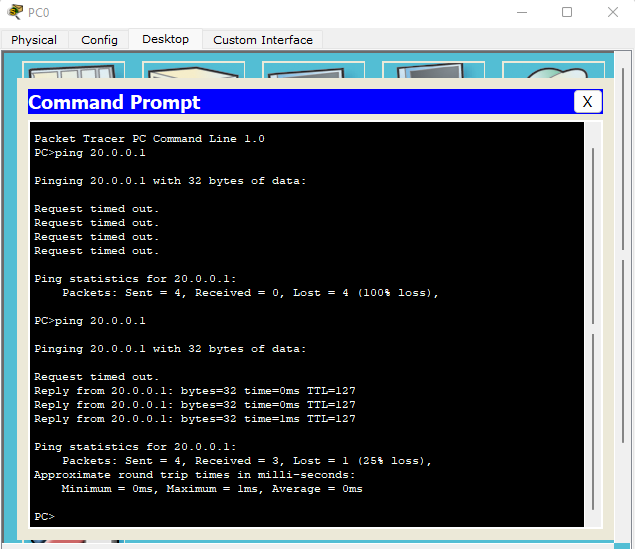 PC0
Physical Config Desktop Custom Interface
Command Prompt X
Packet Tracer PC Command Line 1.0
PC>ping 20.0.0.1
Pinging 20.0.0.1 with 32 bytes of data:
Request timed out.
Request timed out.
Request timed out.
Request timed out.
Ping statistics for 20.0.0.1:
Packets: Sent = 4, Received = 0, Lost = 4 (100% loss),
PC>ping 20.0.0.1
Pinging 20.0.0.1 with 32 bytes of data:
Request timed out.
Reply from 20.0.0.1: bytes=32 time=0ms TTL=127
Reply from 20.0.0.1: bytes=32 time=0ms TTL=127
Reply from 20.0.0.1: bytes=32 time=1ms TTL=127
Ping statistics for 20.0.0.1:
Packets: Sent = 4, Received = 3, Lost = 1 (25% loss),
Approximate round trip times in milli-seconds:
Minimum = 0ms, Maximum = 1ms, Average = 0ms
PC>